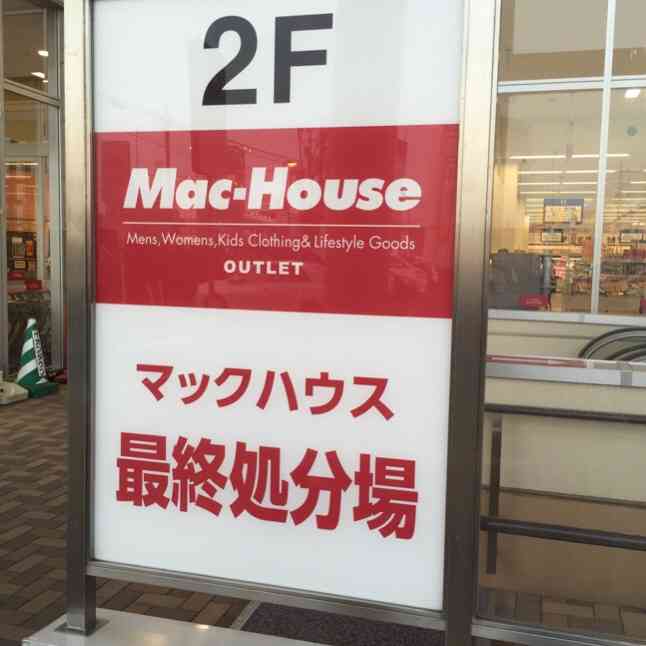 2F
Mac-House
Mens,Womens,Kids Clothing& Lifestyle Goods
OUTLET
マックハウス
最終処分場